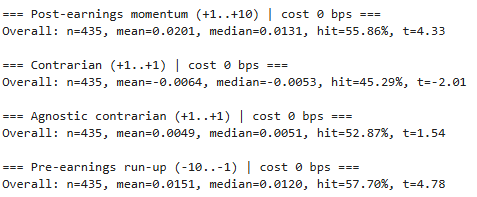 === Post-earnings momentum (+1..+10) | cost 0 bps ===
Overall: n=435, mean=0.0201, median=0.0131, hit=55.86%, t=4.33
=== Contrarian (+1..+1) | cost 0 bps ===
Overall: n=435, mean=-0.0064, median=-0.0053, hit=45.29%, t=-2.01
=== Agnostic contrarian (+1..+1) | cost 0 bps ===
Overall: n=435, mean=0.0049, median=0.0051, hit=52.87%, t=1.54
=== Pre-earnings run-up (-10..-1) | cost 0 bps ===
Overall: n=435, mean=0.0151, median=0.0120, hit=57.70%, t=4.78